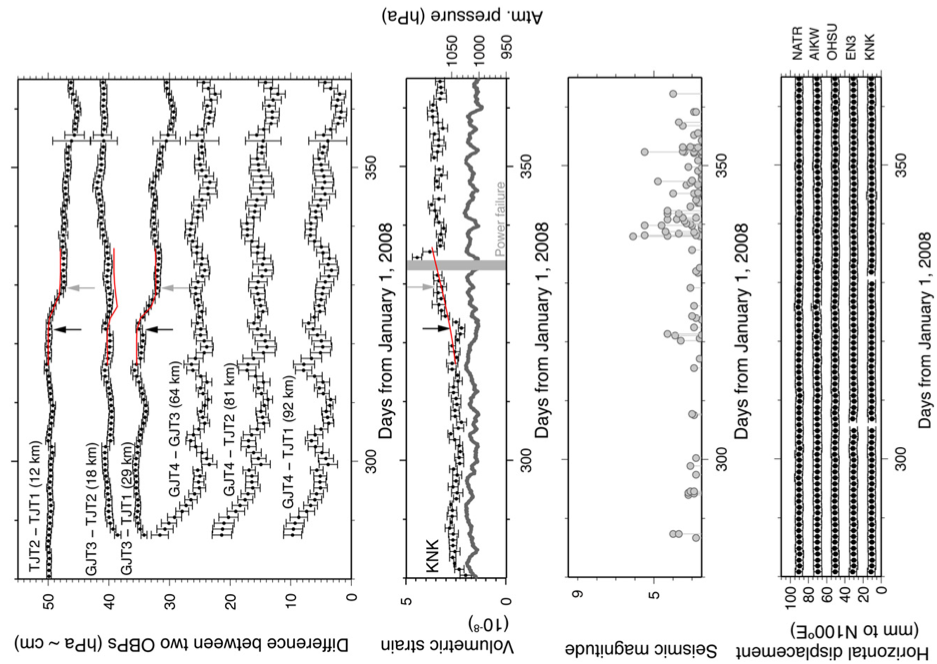 Difference between two OBPs (hPa ~ cm)
50
40
30
20
10
0
TJT2 – TJT1 (12 km)
GJT3 – TJT2 (18 km)
GJT3 – TJT1 (29 km)
GJT4 – GJT3 (64 km)
GJT4 – TJT2 (81 km)
GJT4 – TJT1 (92 km)
300
350
Days from January 1, 2008
Volumetric strain
(10-8)
5
0
KNK
Power failure
Atm. pressure (hPa)
1050
1000
950
300
350
Days from January 1, 2008
Seismic magnitude
9
5
300
350
Days from January 1, 2008
Horizontal displacement
(mm to N100°E)
100
80
60
40
20
0
NATR
AIKW
OHSU
EN3
KNK
300
350
Days from January 1, 2008